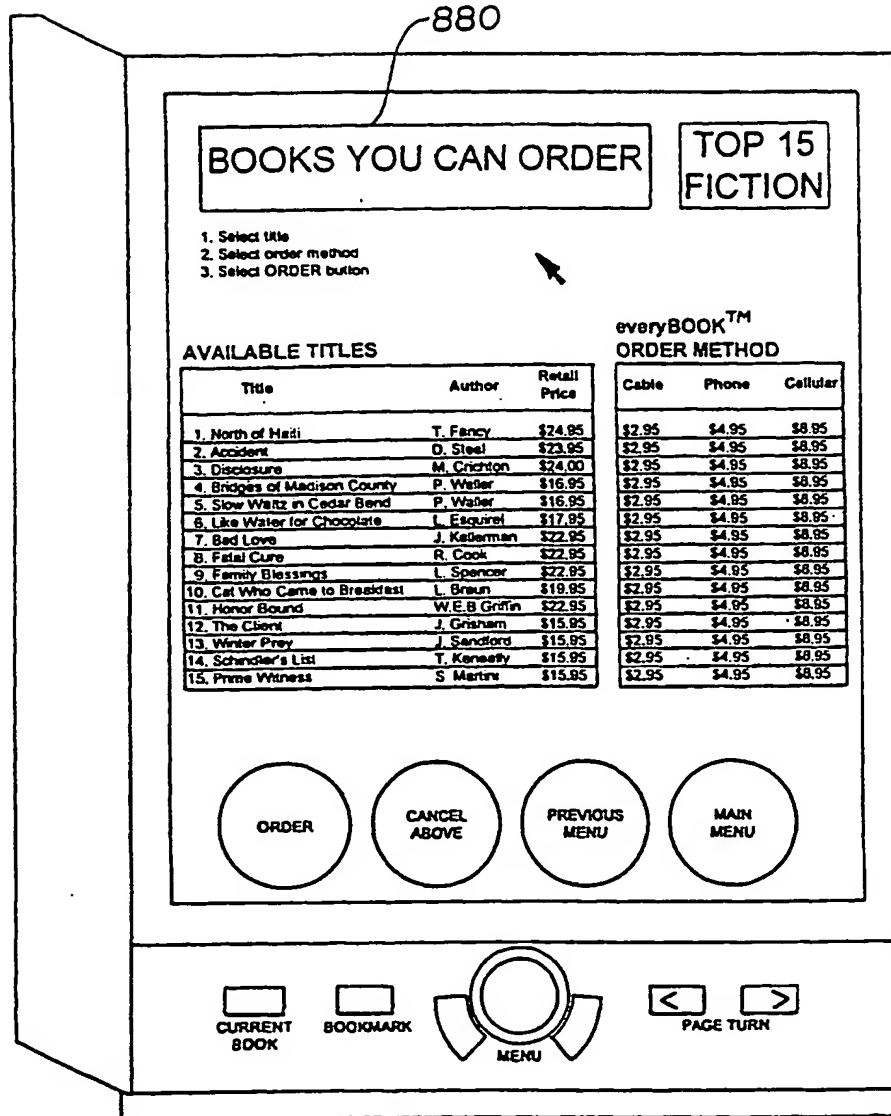 880
BOOKS YOU CAN ORDER
TOP 15
FICTION
1. Select title
2. Select order method
3. Select ORDER button
AVAILABLE TITLES
everyBOOK™
ORDER METHOD
Title Author Retail Price Cable Phone Cellular
1. North of Haiti T. Fancy $24.95 $2.95 $4.95 $8.95
2. Accident D. Steel $23.95 $2.95 $4.95 $8.95
3. Disclosure M. Crichton $24.00 $2.95 $4.95 $8.95
4. Bridges of Madison County P. Waller $16.95 $2.95 $4.95 $8.95
5. Slow Waltz in Cedar Bend P. Waller $16.95 $2.95 $4.95 $8.95
6. Like Water for Chocolate L. Esquirel $17.95 $2.95 $4.95 $8.95
7. Bad Love J. Kellerman $22.95 $2.95 $4.95 $8.95
8. Fatal Cure R. Cook $22.95 $2.95 $4.95 $8.95
9. Family Blessings L. Spencer $22.95 $2.95 $4.95 $8.95
10. Cat Who Came to Breakfast L. Braun $19.95 $2.95 $4.95 $8.95
11. Honor Bound W.E.B Griffin $22.95 $2.95 $4.95 $8.95
12. The Client J. Grisham $15.95 $2.95 $4.95 $8.95
13. Winter Prey J. Sandford $15.95 $2.95 $4.95 $8.95
14. Schindler's List T. Keneally $15.95 $2.95 $4.95 $8.95
15. Prime Witness S Martini $15.95 $2.95 $4.95 $8.95
ORDER
CANCEL
ABOVE
PREVIOUS
MENU
MAIN
MENU
CURRENT
BOOK
BOOKMARK
MENU
< >
PAGE TURN